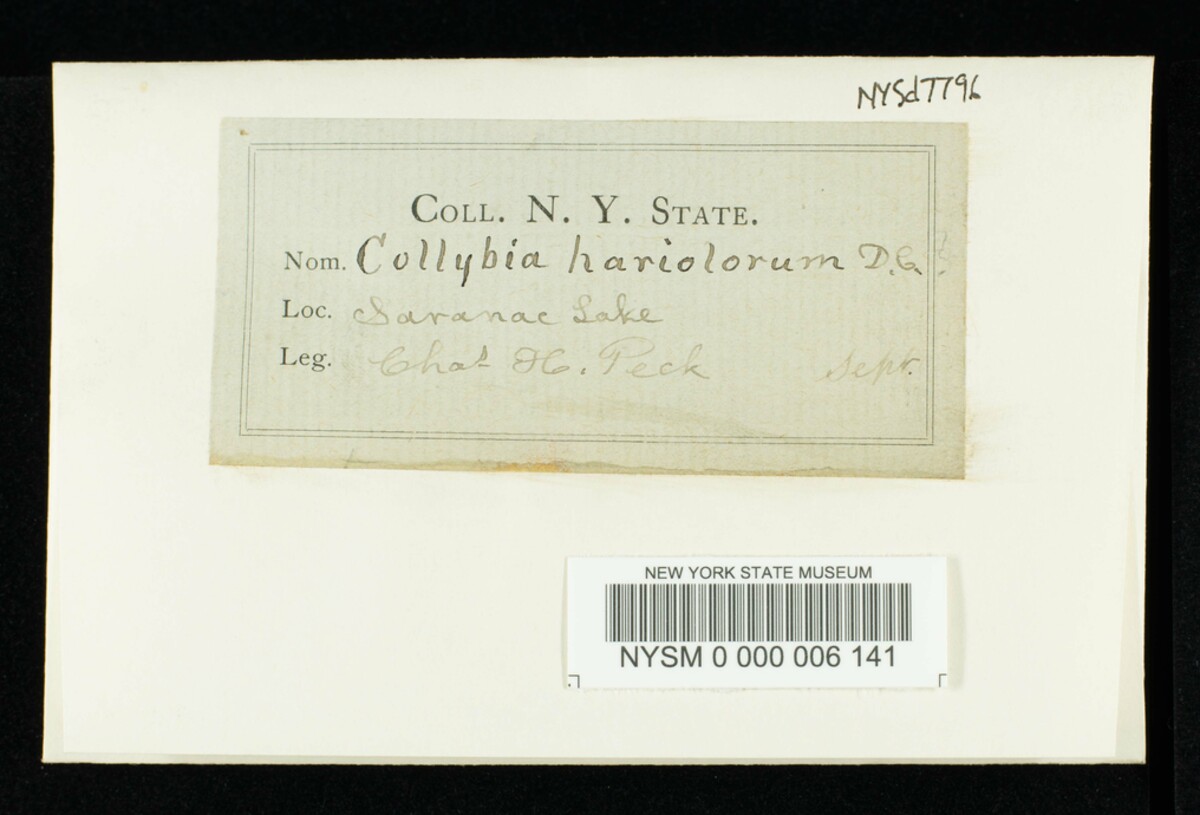 NYSd7796
COLL. N. Y. STATE.
Nom. Collybia hariolorum D.C.?
Loc. Saranac Lake
Leg. Chas. H. Peck Sept.
NEW YORK STATE MUSEUM
NYSM 0 000 006 141